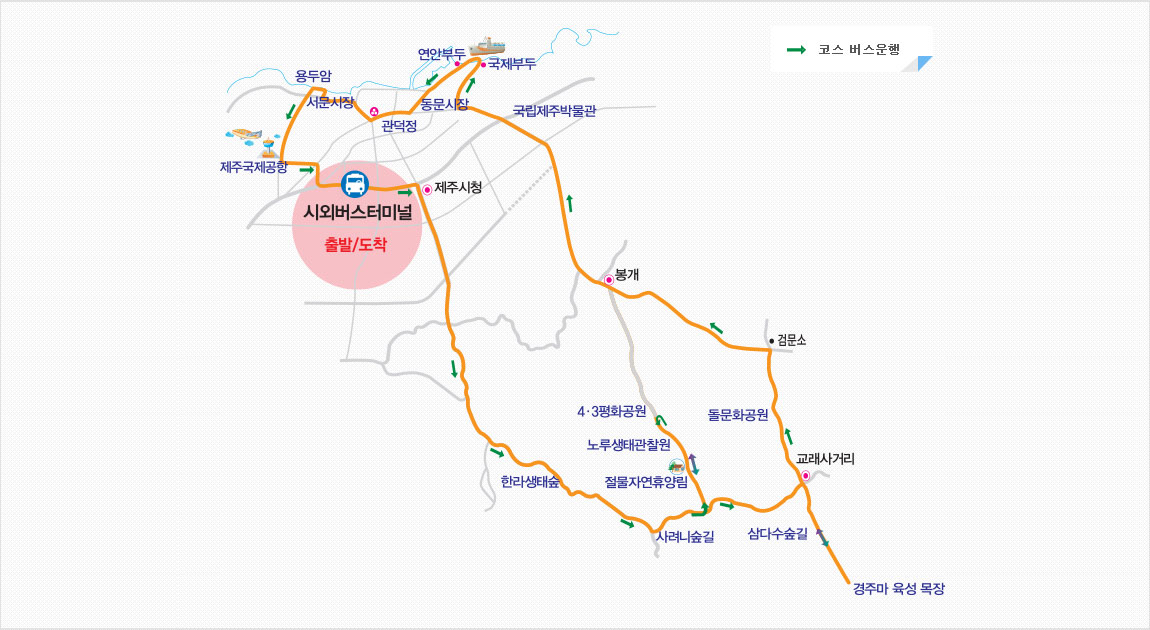 코스 버스운행
연안부두
국제부두
용두암
서문시장
동문시장
국립제주박물관
관덕정
제주국제공항
제주시청
시외버스터미널
출발/도착
봉개
검문소
4·3평화공원
돌문화공원
노루생태관찰원
교래사거리
한라생태숲
절물자연휴양림
사려니숲길
삼다수숲길
경주마 육성 목장